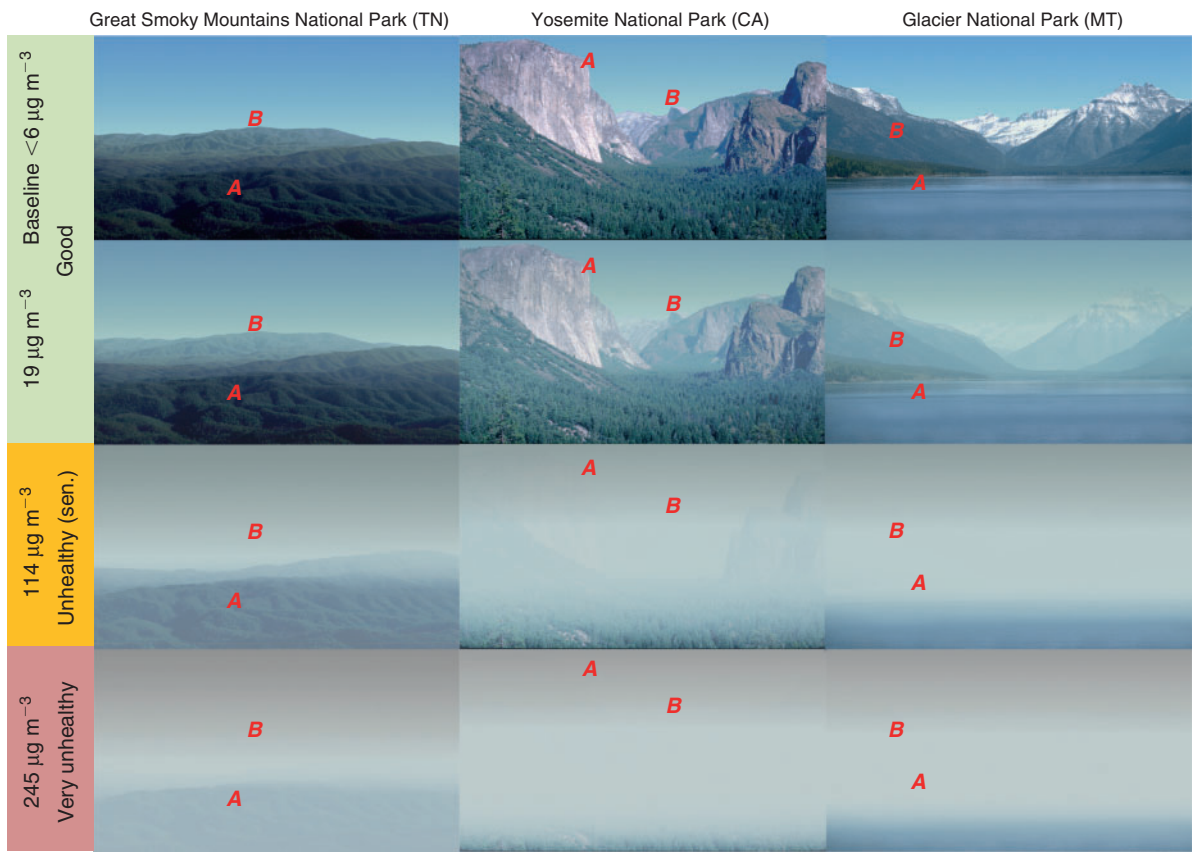 Great Smoky Mountains National Park (TN)
Yosemite National Park (CA)
Glacier National Park (MT)
Baseline <6 μg m⁻³
Good
B
A
A
B
B
A
19 μg m⁻³
B
A
A
B
B
A
114 μg m⁻³
Unhealthy (sen.)
B
A
A
B
B
A
245 μg m⁻³
Very unhealthy
B
A
A
B
B
A